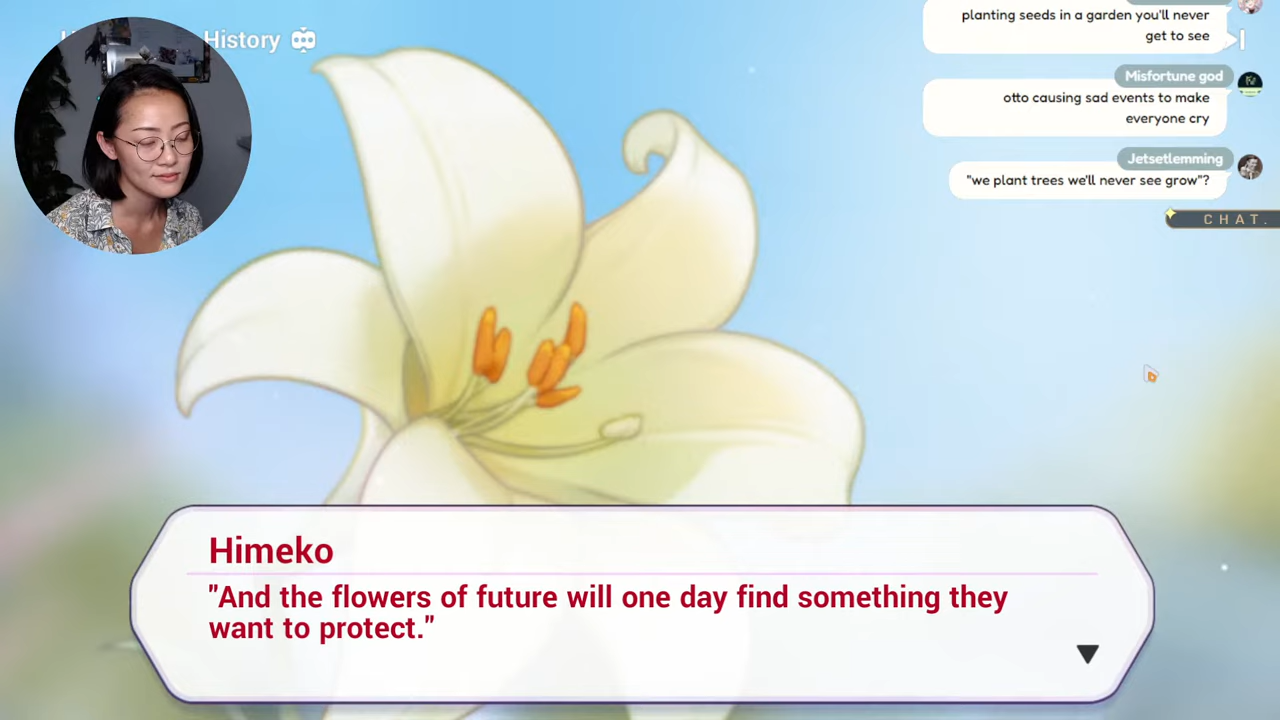 History
planting seeds in a garden you'll never
get to see
Misfortune god
otto causing sad events to make
everyone cry
Jetsetlemming
"we plant trees we'll never see grow"?
CHAT.
Himeko
"And the flowers of future will one day find something they
want to protect."